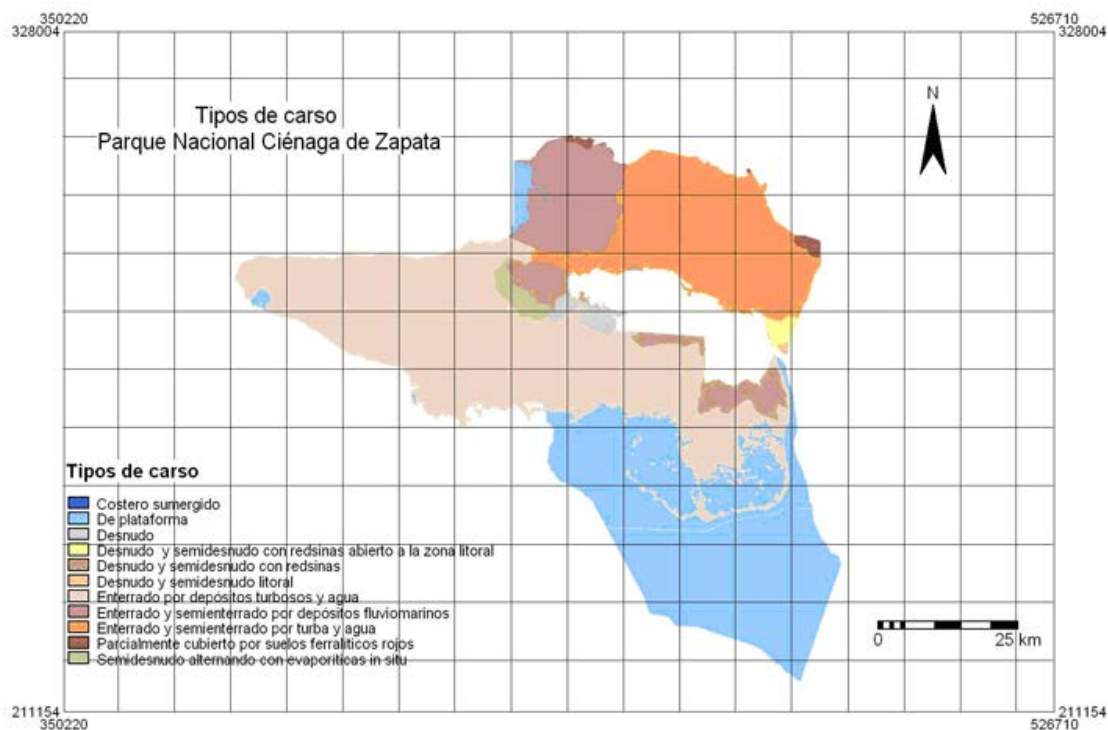 350220
526710
328004
328004
Tipos de carso
Parque Nacional Ciénaga de Zapata
N
Tipos de carso
Costero sumergido
De plataforma
Desnudo
Desnudo y semidesnudo con redsinas abierto a la zona litoral
Desnudo y semidesnudo con redsinas
Desnudo y semidesnudo litoral
Enterrado por depósitos turbosos y agua
Enterrado y semienterrado por depósitos fluviomarinos
Enterrado y semienterrado por turba y agua
Parcialmente cubierto por suelos ferralíticos rojos
Semidesnudo alternando con evaporíticas in situ
0 25 km
211154
211154
350220
526710